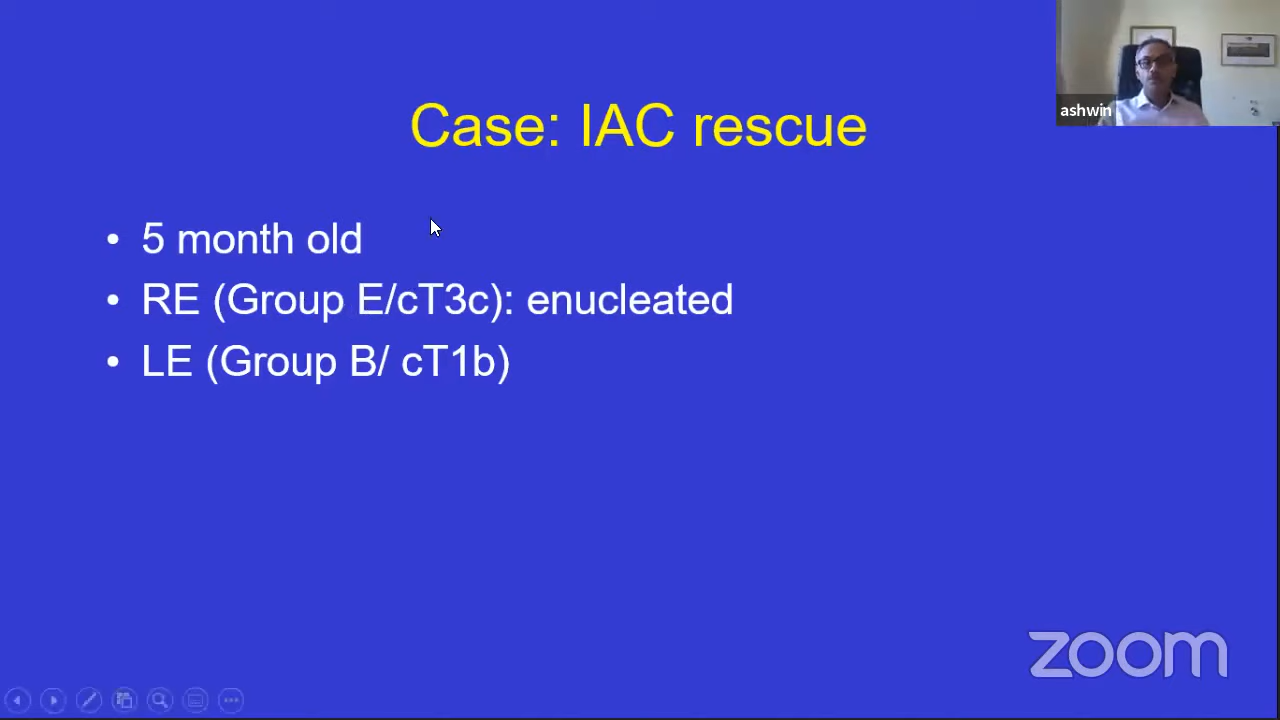 ashwin
Case: IAC rescue
• 5 month old
• RE (Group E/cT3c): enucleated
• LE (Group B/ cT1b)
zoom